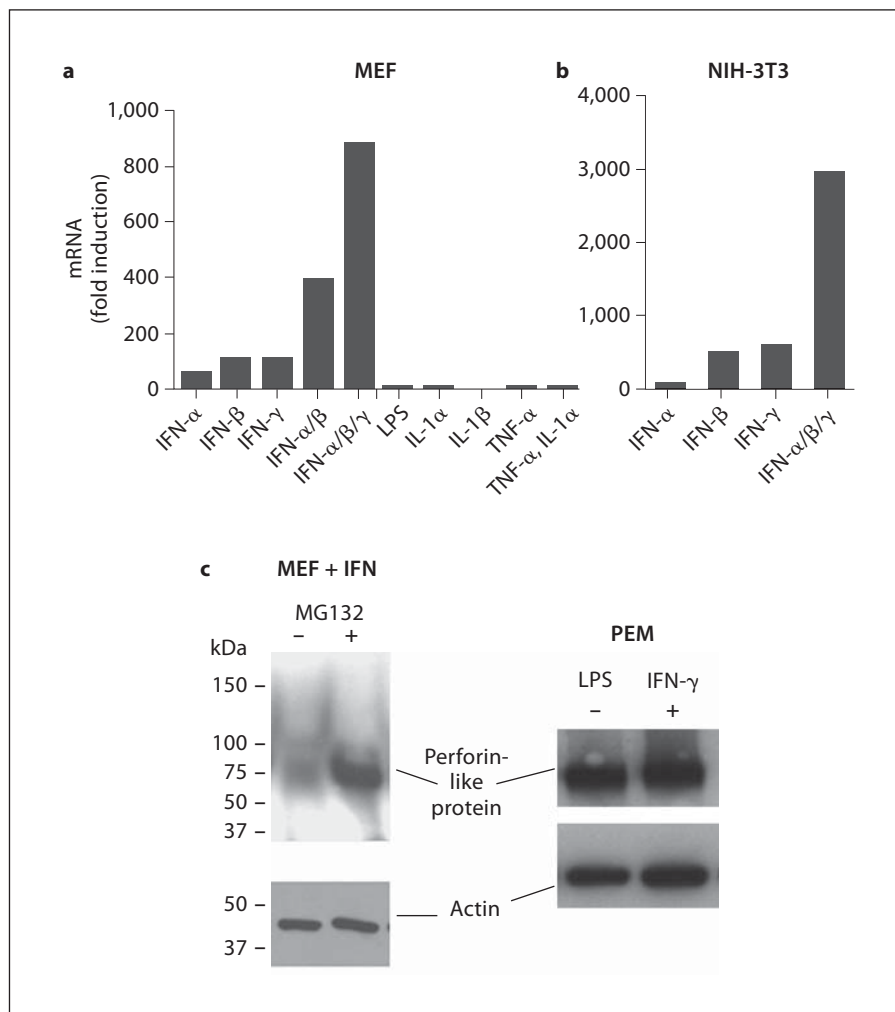 a
MEF
mRNA
(fold induction)
1,000
800
600
400
200
0
IFN-α
IFN-β
IFN-γ
IFN-α/β
IFN-α/β/γ
LPS
IL-1α
IL-1β
TNF-α
TNF-α, IL-1α
b
NIH-3T3
4,000
3,000
2,000
1,000
0
IFN-α
IFN-β
IFN-γ
IFN-α/β/γ
c
MEF + IFN
MG132
– +
kDa
150
100
75
50
37
50
37
Perforin-
like
protein
Actin
PEM
LPS IFN-γ
– +